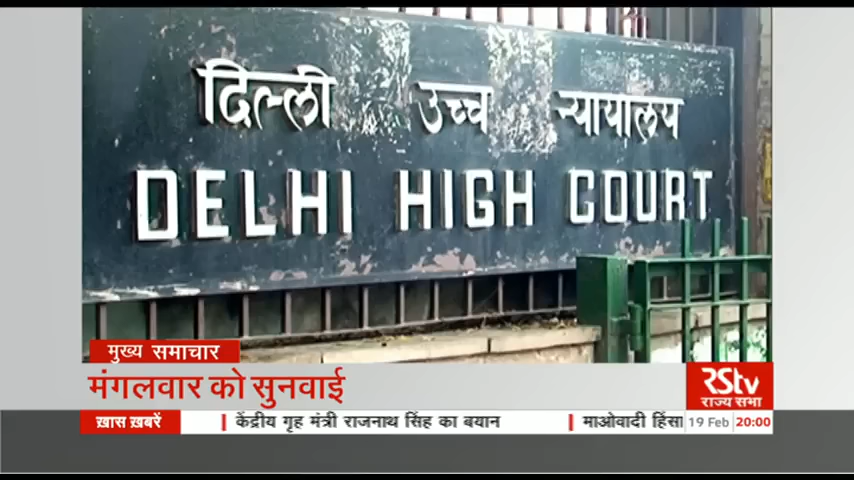 दिल्ली उच्च न्यायालय
DELHI HIGH COURT
मुख्य समाचार
मंगलवार को सुनवाई
RSTV
राज्य सभा
ख़ास ख़बरें
केंद्रीय गृह मंत्री राजनाथ सिंह का बयान
माओवादी हिंसा
19 Feb 20:00